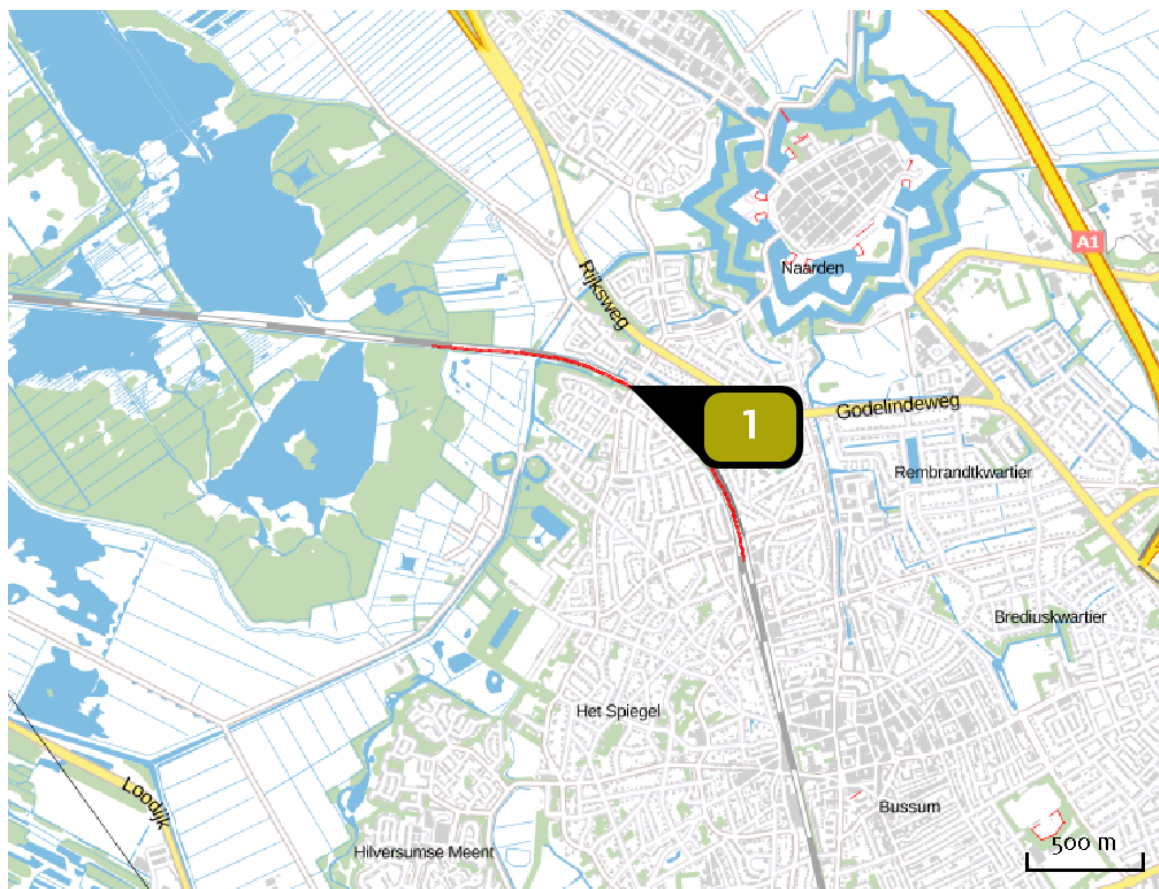 A1
Naarden
Rijksweg
1
Godelindeweg
Rembrandtkwartier
Brediuskwartier
Het Spiegel
Loodijk
Bussum
Hilversumse Meent
500 m